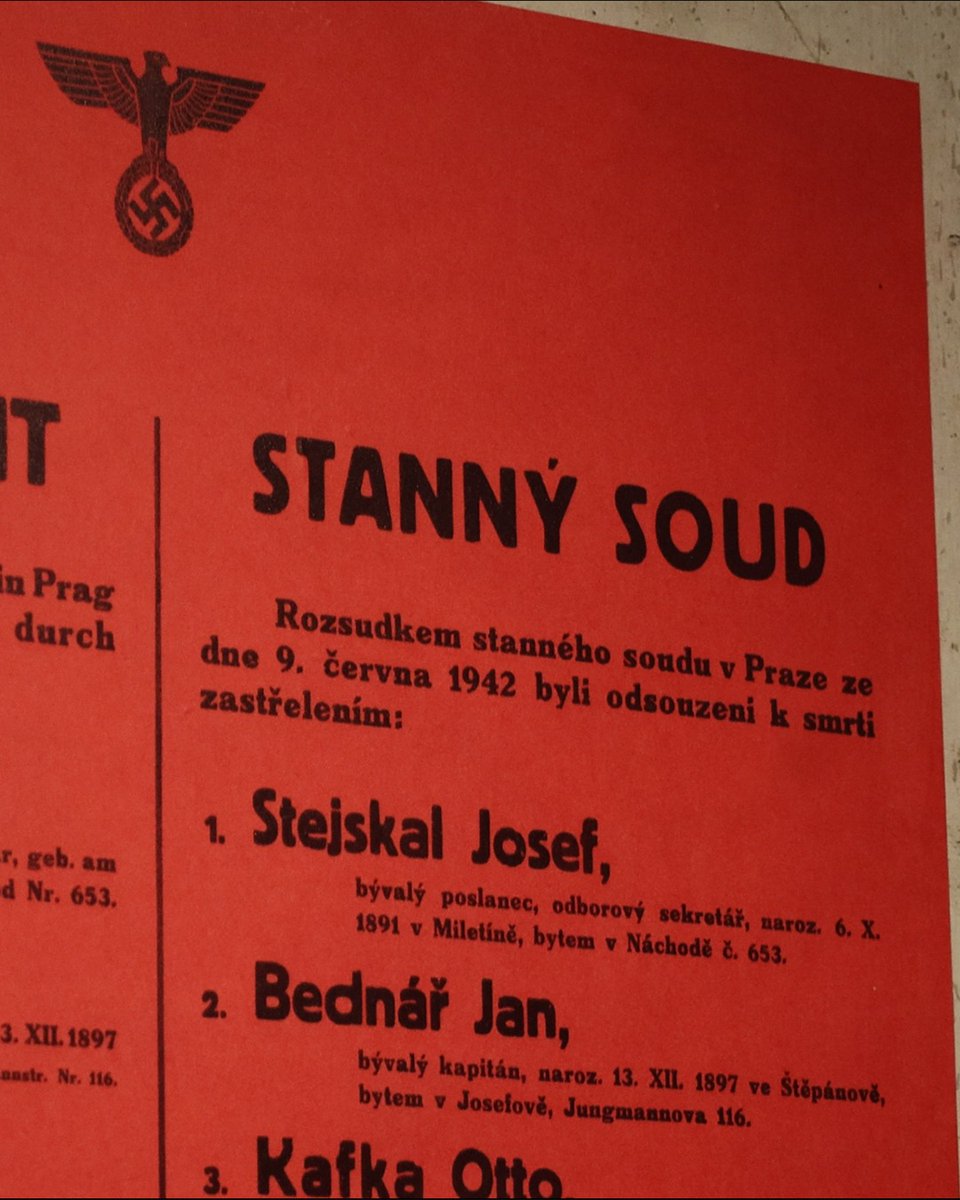 IT
in Prag
durch
r, geb. am
d Nr. 653.
3. XII. 1897
nnstr. Nr. 116.
STANNÝ SOUD
Rozsudkem stanného soudu v Praze ze
dne 9. června 1942 byli odsouzeni k smrti
zastřelením:
1. Stejskal Josef,
bývalý poslanec, odborový sekretář, naroz. 6. X.
1891 v Miletíně, bytem v Náchodě č. 653.
2. Bednář Jan,
bývalý kapitán, naroz. 13. XII. 1897 ve Štěpánově,
bytem v Josefově, Jungmannova 116.
3. Kafka Otto,